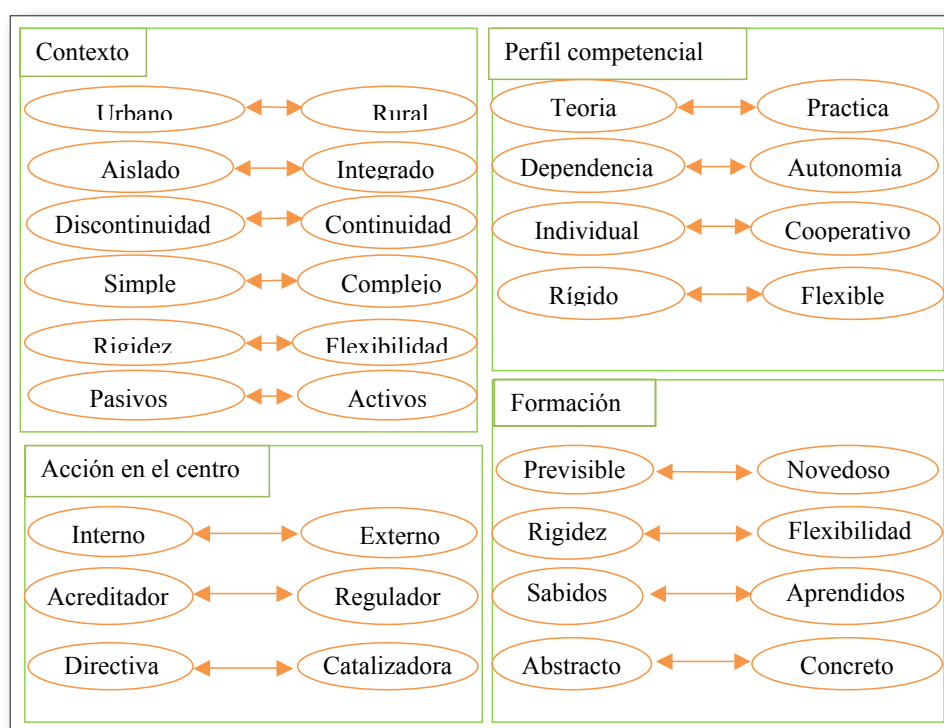 Contexto
Urbano Rural
Aislado Integrado
Discontinuidad Continuidad
Simple Complejo
Rigidez Flexibilidad
Pasivos Activos
Perfil competencial
Teoria Practica
Dependencia Autonomia
Individual Cooperativo
Rígido Flexible
Acción en el centro
Interno Externo
Acreditador Regulador
Directiva Catalizadora
Formación
Previsible Novedoso
Rigidez Flexibilidad
Sabidos Aprendidos
Abstracto Concreto